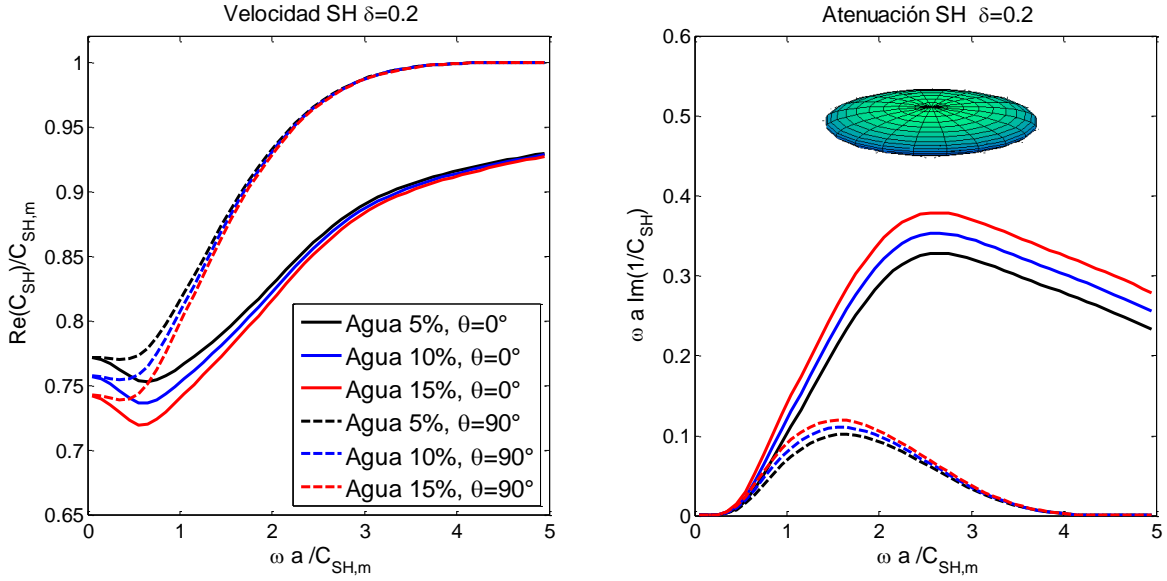 Velocidad SH δ=0.2
1
0.95
0.9
0.85
0.8
0.75
0.7
0.65
Re(C_SH)/C_SH,m
Agua 5%, θ=0°
Agua 10%, θ=0°
Agua 15%, θ=0°
Agua 5%, θ=90°
Agua 10%, θ=90°
Agua 15%, θ=90°
0 1 2 3 4 5
ω a /C_SH,m
Atenuación SH δ=0.2
0.6
0.5
0.4
0.3
0.2
0.1
0
ω a Im(1/C_SH)
0 1 2 3 4 5
ω a /C_SH,m